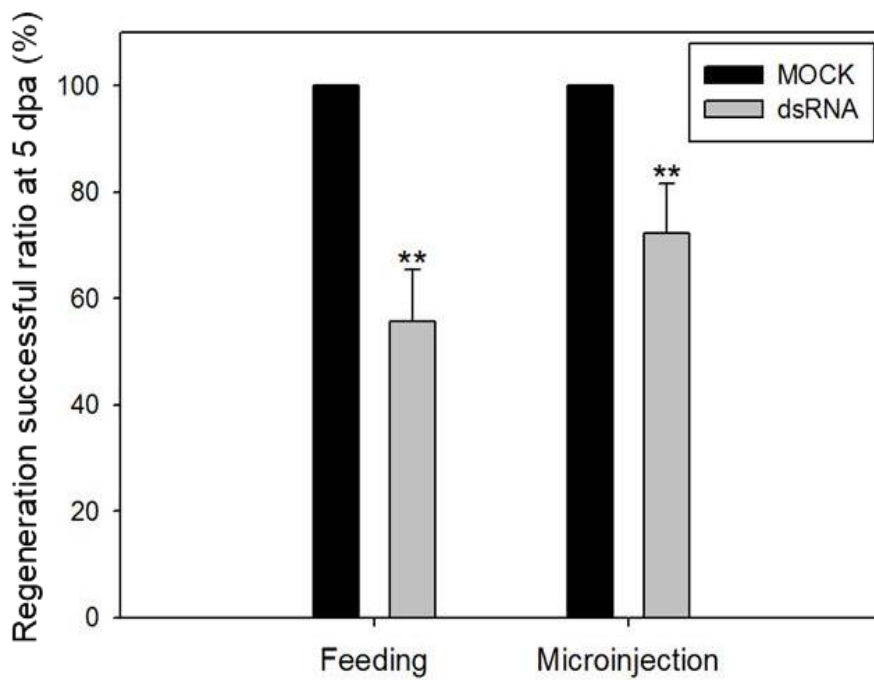 Regeneration successful ratio at 5 dpa (%)
100
80
60
40
20
0
MOCK
dsRNA
**
**
Feeding
Microinjection